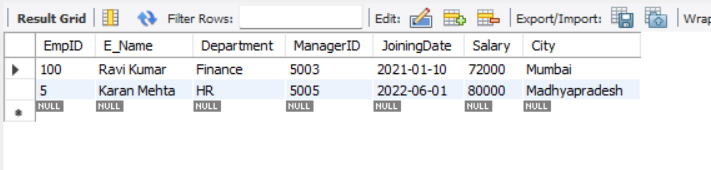 Result Grid Filter Rows: Edit: Export/Import: Wrap
EmpID E_Name Department ManagerID JoiningDate Salary City
100 Ravi Kumar Finance 5003 2021-01-10 72000 Mumbai
5 Karan Mehta HR 5005 2022-06-01 80000 Madhyapradesh
NULL NULL NULL NULL NULL NULL NULL